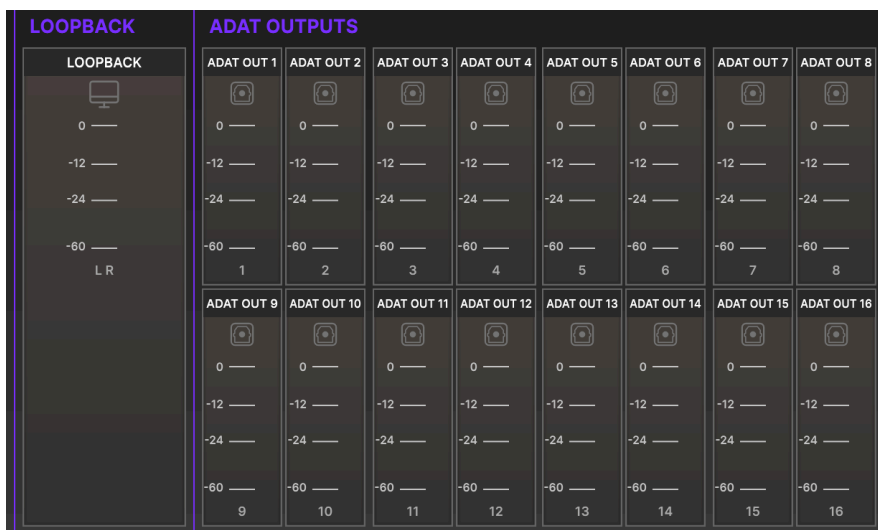 LOOPBACK ADAT OUTPUTS
LOOPBACK ADAT OUT 1 ADAT OUT 2 ADAT OUT 3 ADAT OUT 4 ADAT OUT 5 ADAT OUT 6 ADAT OUT 7 ADAT OUT 8
0 0 0 0 0 0 0 0 0
-12 -12 -12 -12 -12 -12 -12 -12 -12
-24 -24 -24 -24 -24 -24 -24 -24 -24
-60 -60 -60 -60 -60 -60 -60 -60 -60
L R 1 2 3 4 5 6 7 8
ADAT OUT 9 ADAT OUT 10 ADAT OUT 11 ADAT OUT 12 ADAT OUT 13 ADAT OUT 14 ADAT OUT 15 ADAT OUT 16
0 0 0 0 0 0 0 0
-12 -12 -12 -12 -12 -12 -12 -12
-24 -24 -24 -24 -24 -24 -24 -24
-60 -60 -60 -60 -60 -60 -60 -60
9 10 11 12 13 14 15 16